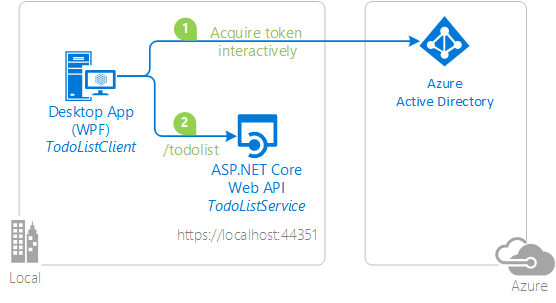 1
Acquire token
interactively
Desktop App
(WPF)
TodoListClient
2
/todolist
ASP.NET Core
Web API
TodoListService
https://localhost:44351
Local
Azure
Active Directory
Azure